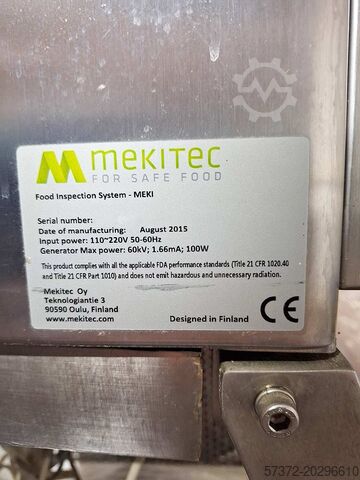 mekitec
FOR SAFE FOOD
Food Inspection System - MEKI
Serial number:
Date of manufacturing: August 2015
Input power: 110~220V 50-60Hz
Generator Max power: 60kV; 1.66mA; 100W
This product complies with all the applicable FDA performance standards (Title 21 CFR 1020.40
and Title 21 CFR Part 1010) and does not emit hazardous and unnecessary radiation.
Mekitec Oy
Teknologiantie 3
90590 Oulu, Finland
www.mekitec.com
Designed in Finland
CE
57372-20296610